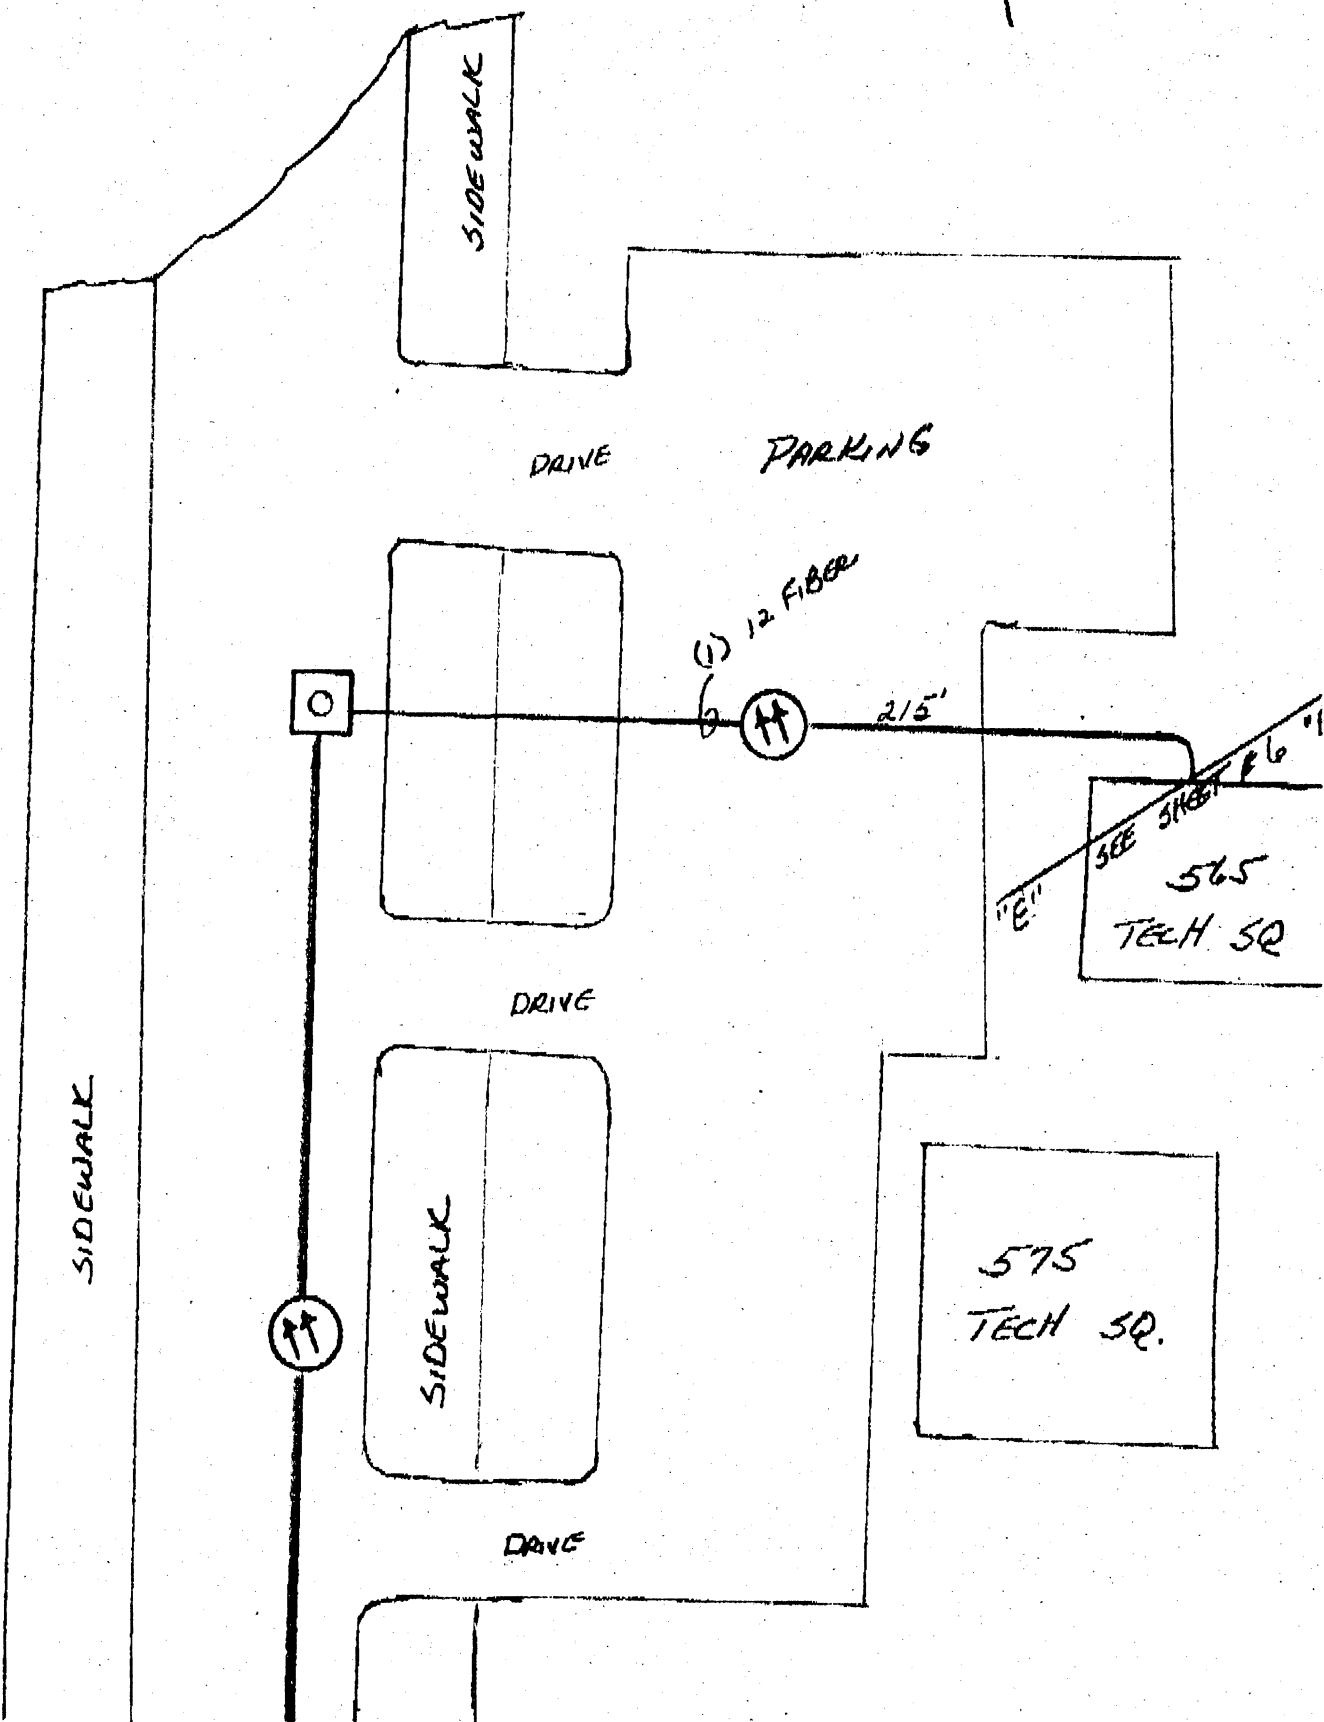 SIDEWALK
DRIVE
PARKING
(1) 12 FIBER
215'
SEE SHEET #6
"E"
565
TECH SQ
DRIVE
SIDEWALK
SIDEWALK
575
TECH SQ.
DRIVE